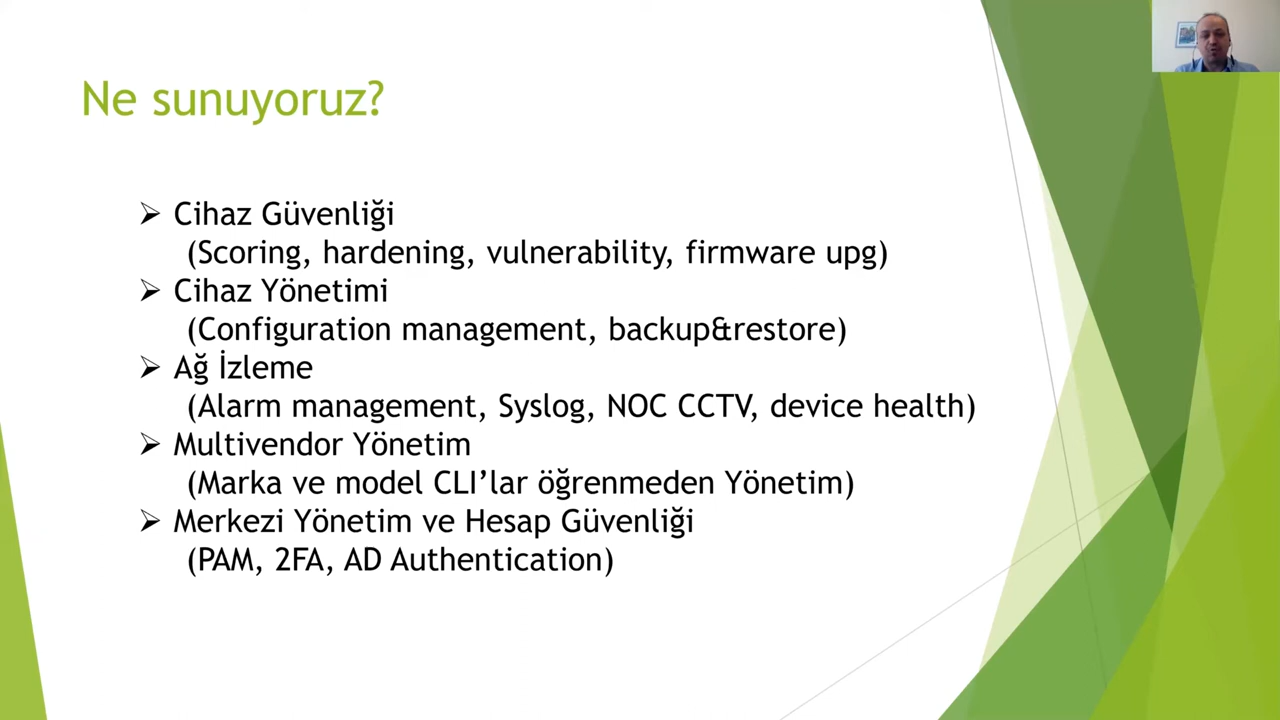 Ne sunuyoruz?
Cihaz Güvenliği
(Scoring, hardening, vulnerability, firmware upg)
Cihaz Yönetimi
(Configuration management, backup&restore)
Ağ İzleme
(Alarm management, Syslog, NOC CCTV, device health)
Multivendor Yönetim
(Marka ve model CLI’lar öğrenmeden Yönetim)
Merkezi Yönetim ve Hesap Güvenliği
(PAM, 2FA, AD Authentication)